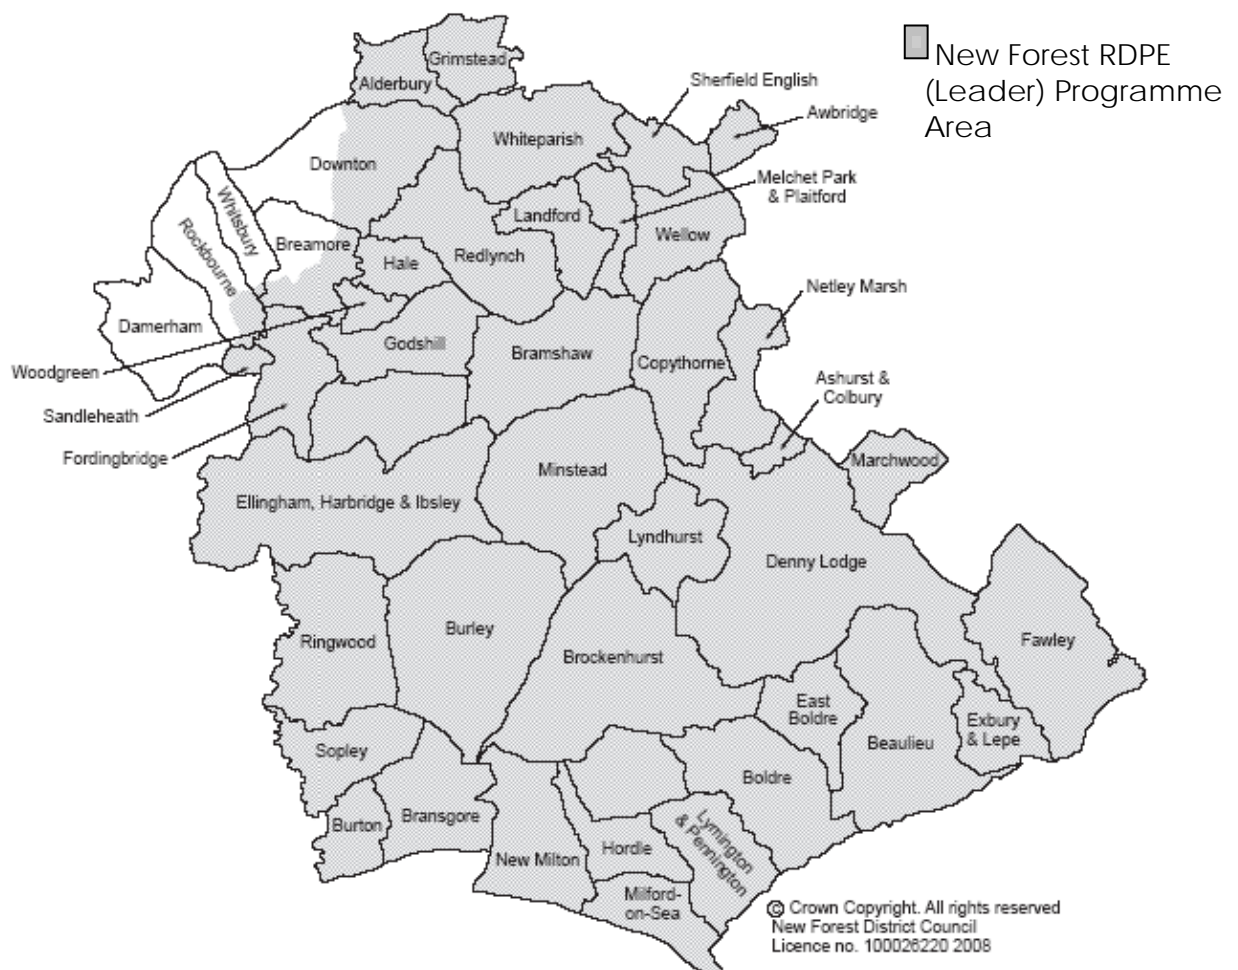 New Forest RDPE
(Leader) Programme
Area
Grimstead
Alderbury
Sherfield English
Awbridge
Whiteparish
Downton
Melchet Park
& Plaitford
Whitsbury
Landford
Rockbourne
Breamore
Wellow
Hale
Redlynch
Netley Marsh
Damerham
Godshill
Bramshaw
Copythorne
Woodgreen
Ashurst &
Colbury
Sandleheath
Fordingbridge
Marchwood
Minstead
Ellingham, Harbridge & Ibsley
Lyndhurst
Denny Lodge
Ringwood
Burley
Brockenhurst
Fawley
East
Boldre
Exbury
& Lepe
Beaulieu
Sopley
Boldre
Bransgore
Burton
Lymington
& Pennington
Hordle
New Milton
Milford-
on-Sea
© Crown Copyright. All rights reserved
New Forest District Council
Licence no. 100026220 2008